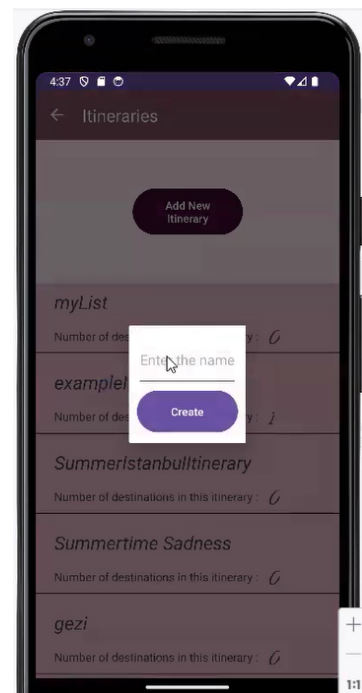 4:37
Itineraries
Add New
Itinerary
myList
Number of des y : 0
Enter the name
Number of des y : 1
Create
SummerIstanbulItinerary
Number of destinations in this itinerary : 0
Summertime Sadness
Number of destinations in this itinerary : 0
gezi
Number of destinations in this itinerary : 0
1:1